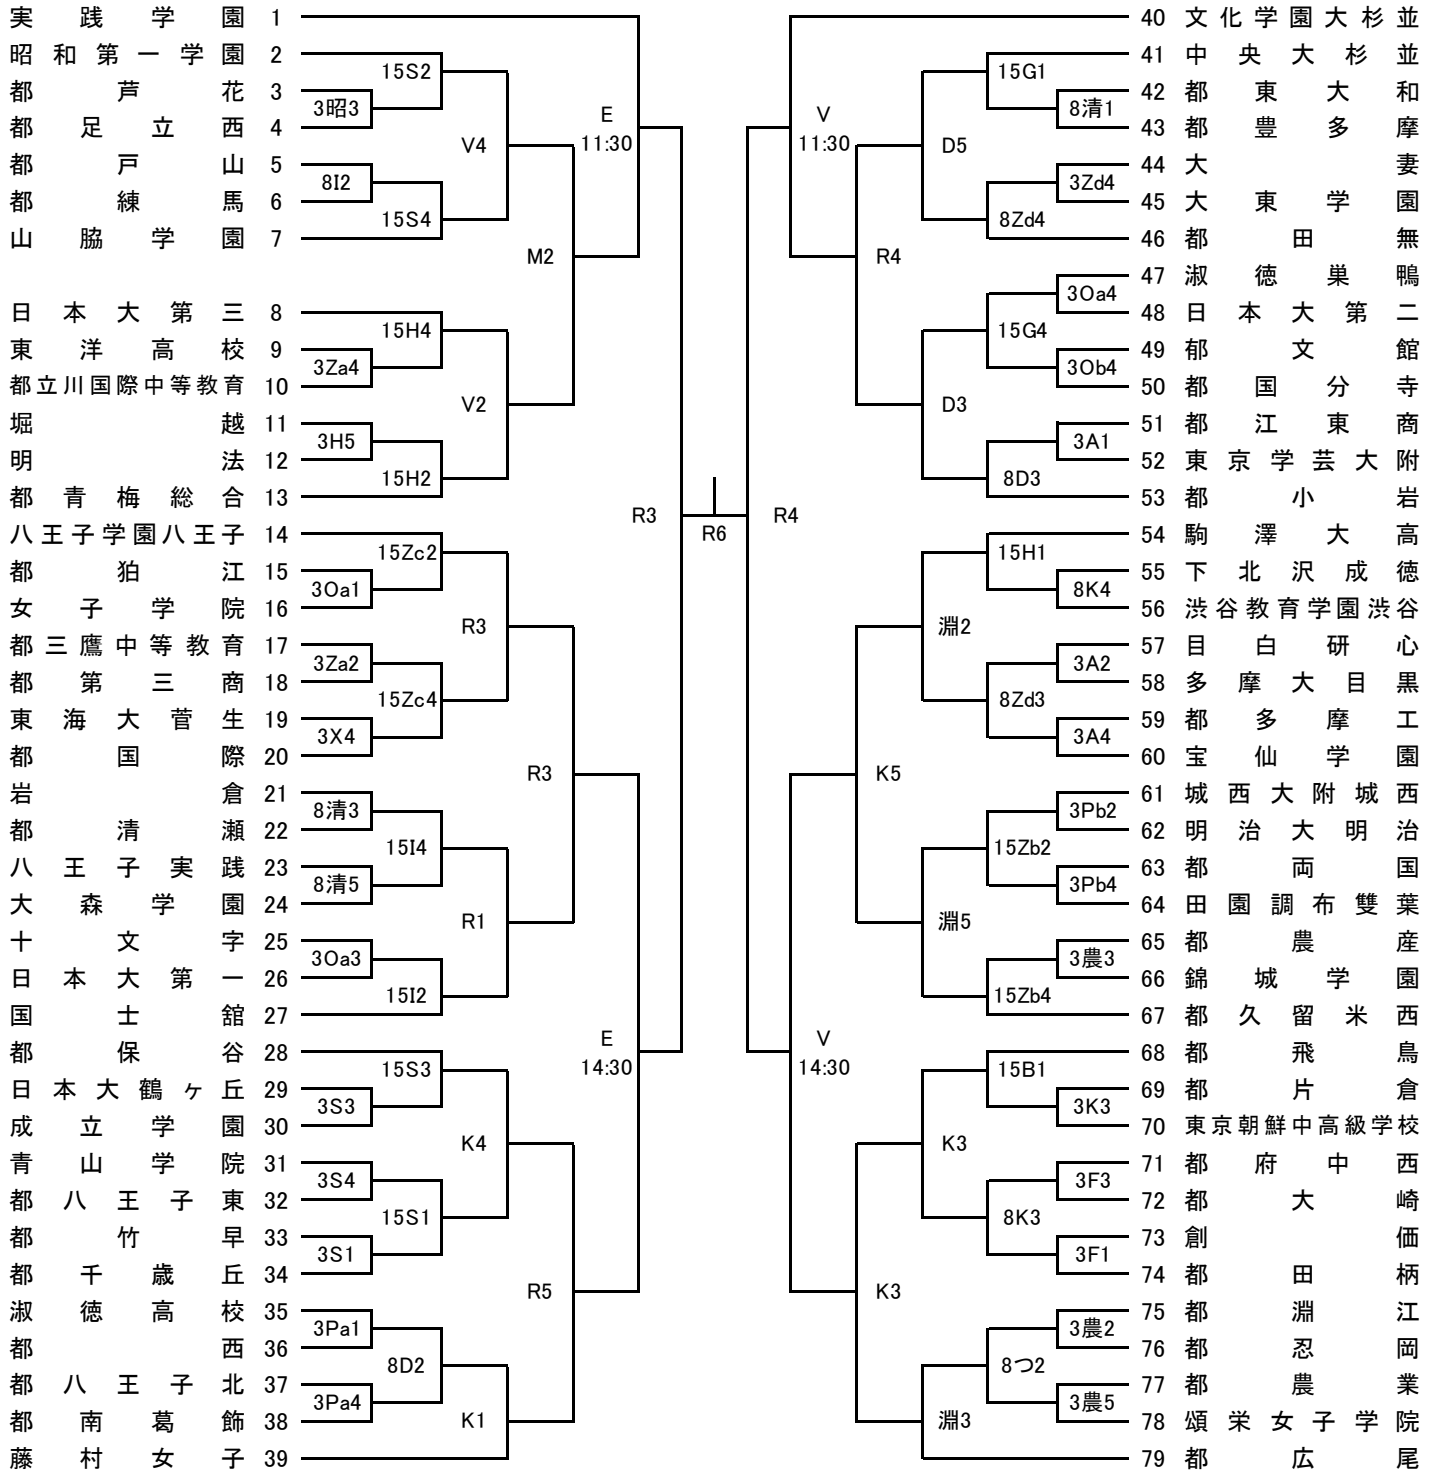 実践学園 1
昭和第一学園 2
都芦花 3
都足立西 4
都戸山 5
都練馬 6
山脇学園 7
日本大第三 8
東洋高校 9
都立川国際中等教育 10
堀越 11
明法 12
都青梅総合 13
八王子学園八王子 14
都狛江 15
女子学院 16
都三鷹中等教育 17
都第三商 18
東海大菅生 19
都国際 20
岩倉 21
都清瀬 22
八王子実践 23
大森学園 24
十文字 25
日本大第一 26
国士舘 27
都保谷 28
日本大鶴ヶ丘 29
成立学園 30
青山学院 31
都八王子東 32
都竹早 33
都千歳丘 34
淑徳高校 35
都西 36
都八王子北 37
都南葛飾 38
藤村女子 39
3昭3
8I2
3Za4
3H5
3Oa1
3Za2
3X4
8清3
8清5
3Oa3
3S3
3S4
3S1
3Pa1
3Pa4
15S2
15S4
15H4
15H2
15Zc2
15Zc4
15I4
15I2
15S3
15S1
8D2
V4
V2
R3
R1
K4
K1
M2
R3
R5
E
11:30
E
14:30
R3
R6
R4
V
11:30
V
14:30
R4
K5
K3
D5
D3
淵2
淵5
K3
淵3
15G1
8Zd4
15G4
8D3
15H1
8Zd3
15Zb2
15Zb4
15B1
8K3
8つ2
8清1
3Zd4
3Oa4
3Ob4
3A1
8K4
3A2
3A4
3Pb2
3Pb4
3農3
3K3
3F3
3F1
3農2
3農5
40 文化学園大杉並
41 中央大杉並
42 都東大和
43 都豊多摩
44 大妻
45 大東学園
46 都田無
47 淑徳巣鴨
48 日本大第二
49 郁文館
50 都国分寺
51 都江東商
52 東京学芸大附
53 都小岩
54 駒澤大高
55 下北沢成徳
56 渋谷教育学園渋谷
57 目白研心
58 多摩大目黒
59 都多摩工
60 宝仙学園
61 城西大附城西
62 明治大明治
63 都両国
64 田園調布雙葉
65 都農産
66 錦城学園
67 都久留米西
68 都飛鳥
69 都片倉
70 東京朝鮮中高級学校
71 都府中西
72 都大崎
73 創価
74 都田柄
75 都淵江
76 都忍岡
77 都農業
78 頌栄女子学院
79 都広尾